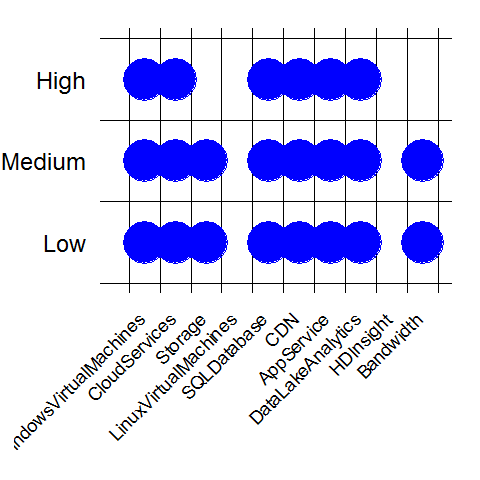 High
Medium
Low
ndowsVirtualMachines
CloudServices
Storage
LinuxVirtualMachines
SQLDatabase
CDN
AppService
DataLakeAnalytics
HDInsight
Bandwidth